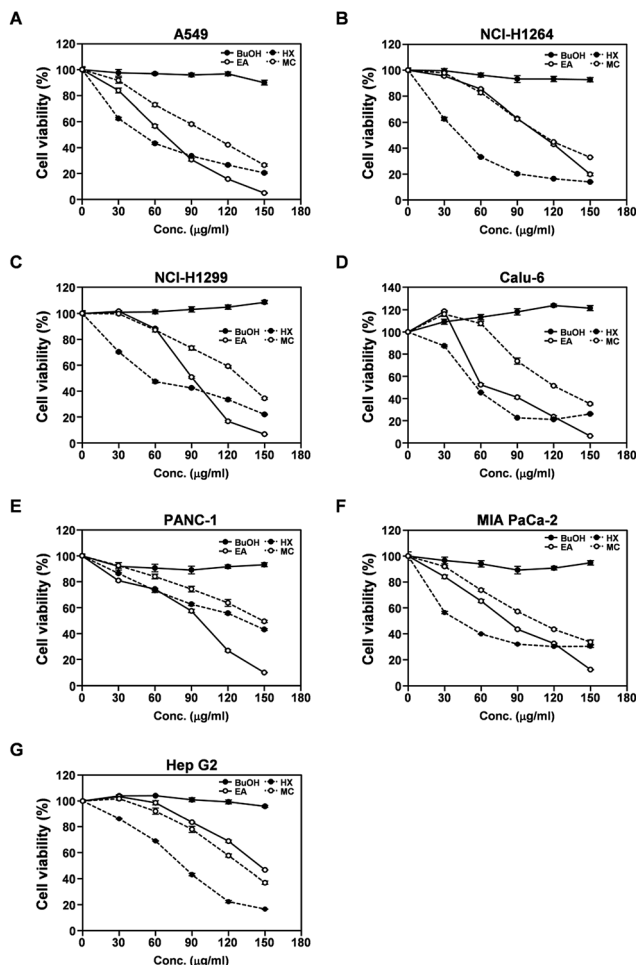 A
A549
BuOH HX
EA MC
Cell viability (%)
120
100
80
60
40
20
0
0 30 60 90 120 150 180
Conc. (μg/ml)
B
NCI-H1264
BuOH HX
EA MC
Cell viability (%)
120
100
80
60
40
20
0
0 30 60 90 120 150 180
Conc. (μg/ml)
C
NCI-H1299
BuOH HX
EA MC
Cell viability (%)
120
100
80
60
40
20
0
0 30 60 90 120 150 180
Conc. (μg/ml)
D
Calu-6
BuOH HX
EA MC
Cell viability (%)
140
120
100
80
60
40
20
0
0 30 60 90 120 150 180
Conc. (μg/ml)
E
PANC-1
BuOH HX
EA MC
Cell viability (%)
120
100
80
60
40
20
0
0 30 60 90 120 150 180
Conc. (μg/ml)
F
MIA PaCa-2
BuOH HX
EA MC
Cell viability (%)
120
100
80
60
40
20
0
0 30 60 90 120 150 180
Conc. (μg/ml)
G
Hep G2
BuOH HX
EA MC
Cell viability (%)
120
100
80
60
40
20
0
0 30 60 90 120 150 180
Conc. (μg/ml)